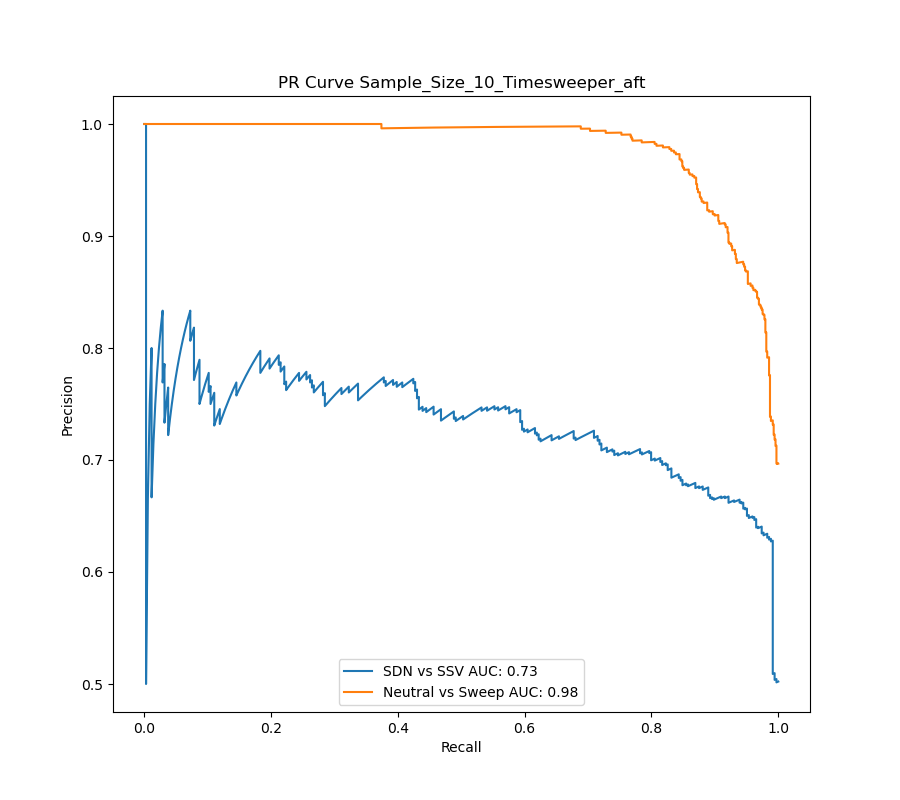 PR Curve Sample_Size_10_Timesweeper_aft
1.0
0.9
0.8
0.7
0.6
0.5
Precision
SDN vs SSV AUC: 0.73
Neutral vs Sweep AUC: 0.98
0.0 0.2 0.4 0.6 0.8 1.0
Recall